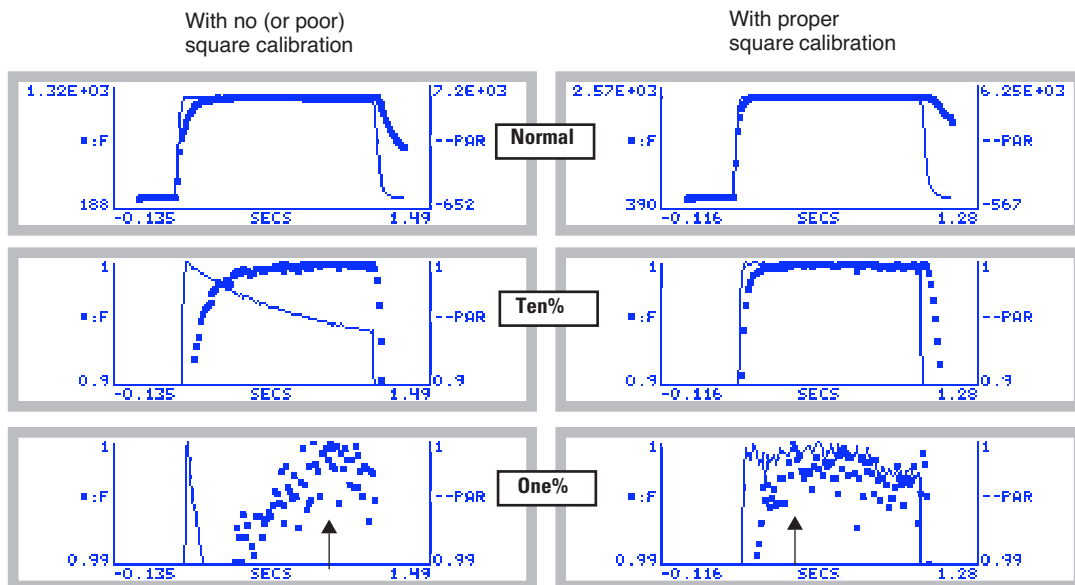 With no (or poor)
square calibration
With proper
square calibration
1.32E+03
7.2E+03
■:F
--PAR
188
-652
-0.135 SECS 1.49
Normal
2.57E+03
6.25E+03
■:F
--PAR
390
-567
-0.116 SECS 1.28
1
1
■:F
--PAR
0.9
0.9
-0.135 SECS 1.49
Ten%
1
1
■:F
--PAR
0.9
0.9
-0.116 SECS 1.28
1
1
■:F
--PAR
0.99
0.99
-0.135 SECS 1.49
One%
1
1
■:F
--PAR
0.99
0.99
-0.116 SECS 1.28